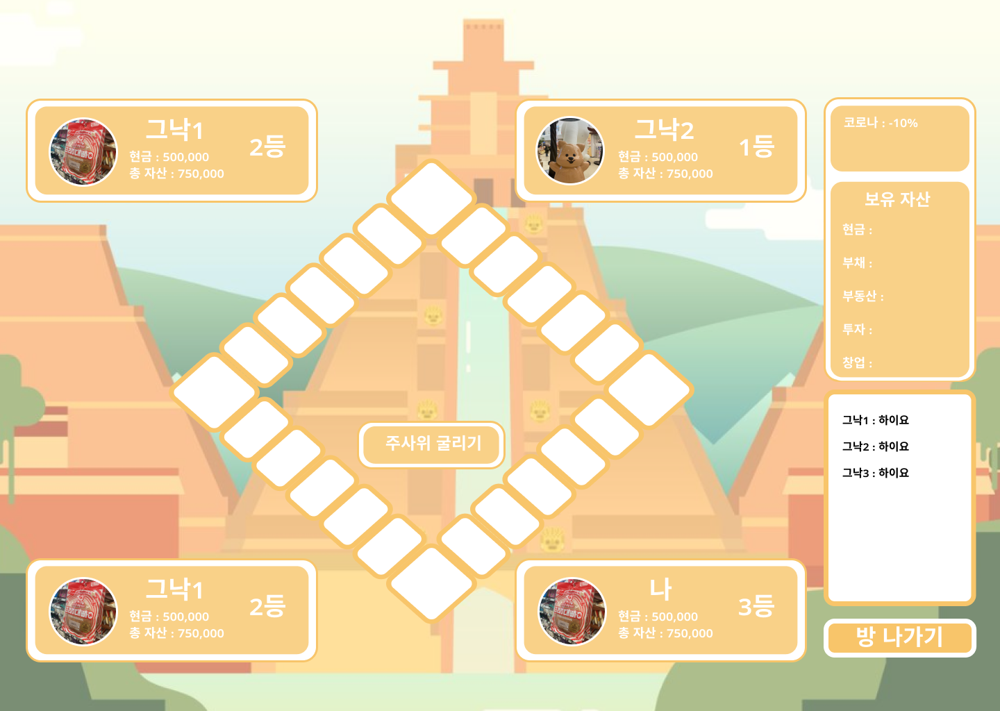 그낙1
현금 : 500,000
총 자산 : 750,000
2등
그낙2
현금 : 500,000
총 자산 : 750,000
1등
코로나 : -10%
보유 자산
현금 :
부채 :
부동산 :
투자 :
창업 :
주사위 굴리기
그낙1 : 하이요
그낙2 : 하이요
그낙3 : 하이요
그낙1
현금 : 500,000
총 자산 : 750,000
2등
나
현금 : 500,000
총 자산 : 750,000
3등
방 나가기